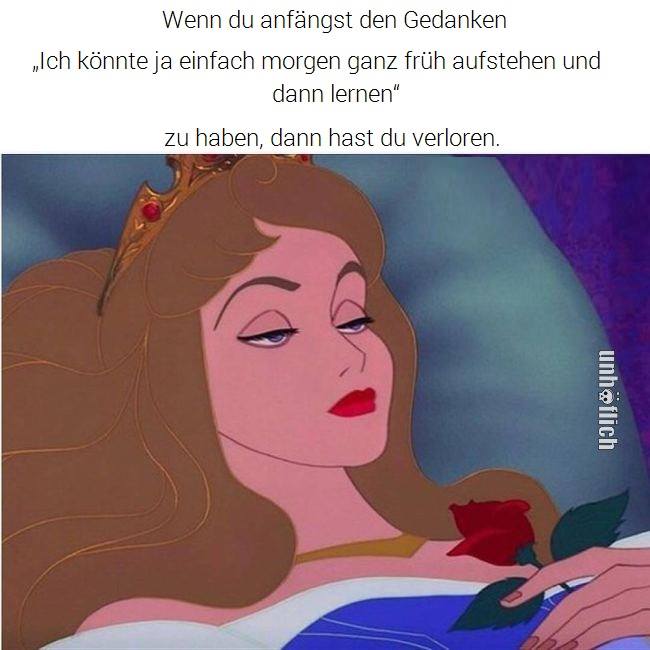 Wenn du anfängst den Gedanken
„Ich könnte ja einfach morgen ganz früh aufstehen und
dann lernen“
zu haben, dann hast du verloren.
unhöflich